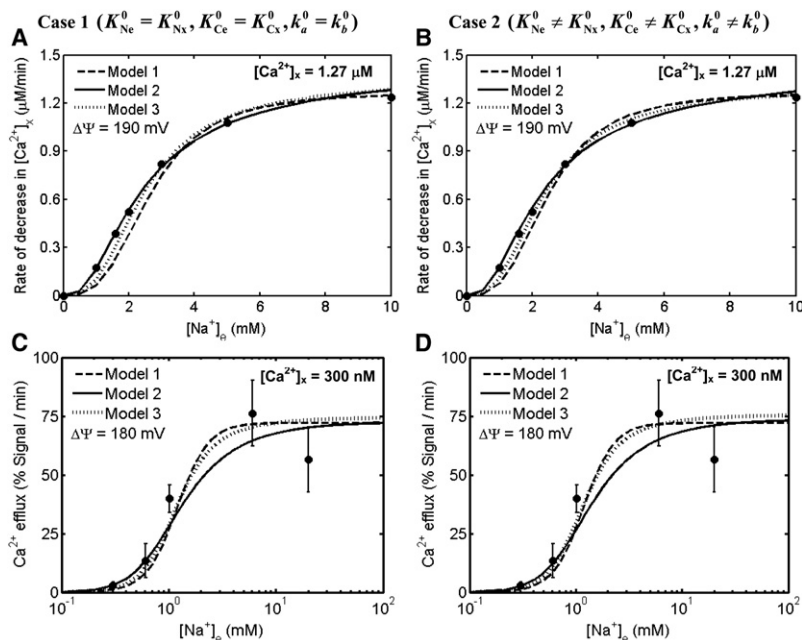 Case 1 (K⁰Ne = K⁰Nx, K⁰Ce = K⁰Cx, k⁰a = k⁰b)
Case 2 (K⁰Ne ≠ K⁰Nx, K⁰Ce ≠ K⁰Cx, k⁰a ≠ k⁰b)
A
Rate of decrease in [Ca²⁺]ₓ (μM/min)
1.5
1.2
0.9
0.6
0.3
0
Model 1
Model 2
Model 3
ΔΨ = 190 mV
[Ca²⁺]ₓ = 1.27 μM
0 2 4 6 8 10
[Na⁺]ₑ (mM)
B
Rate of decrease in [Ca²⁺]ₓ (μM/min)
1.5
1.2
0.9
0.6
0.3
0
Model 1
Model 2
Model 3
ΔΨ = 190 mV
[Ca²⁺]ₓ = 1.27 μM
0 2 4 6 8 10
[Na⁺]ₑ (mM)
C
Ca²⁺ efflux (% Signal / min)
100
75
50
25
0
Model 1
Model 2
Model 3
ΔΨ = 180 mV
[Ca²⁺]ₓ = 300 nM
10⁻¹ 10⁰ 10¹ 10²
[Na⁺]ₑ (mM)
D
Ca²⁺ efflux (% Signal / min)
100
75
50
25
0
Model 1
Model 2
Model 3
ΔΨ = 180 mV
[Ca²⁺]ₓ = 300 nM
10⁻¹ 10⁰ 10¹ 10²
[Na⁺]ₑ (mM)